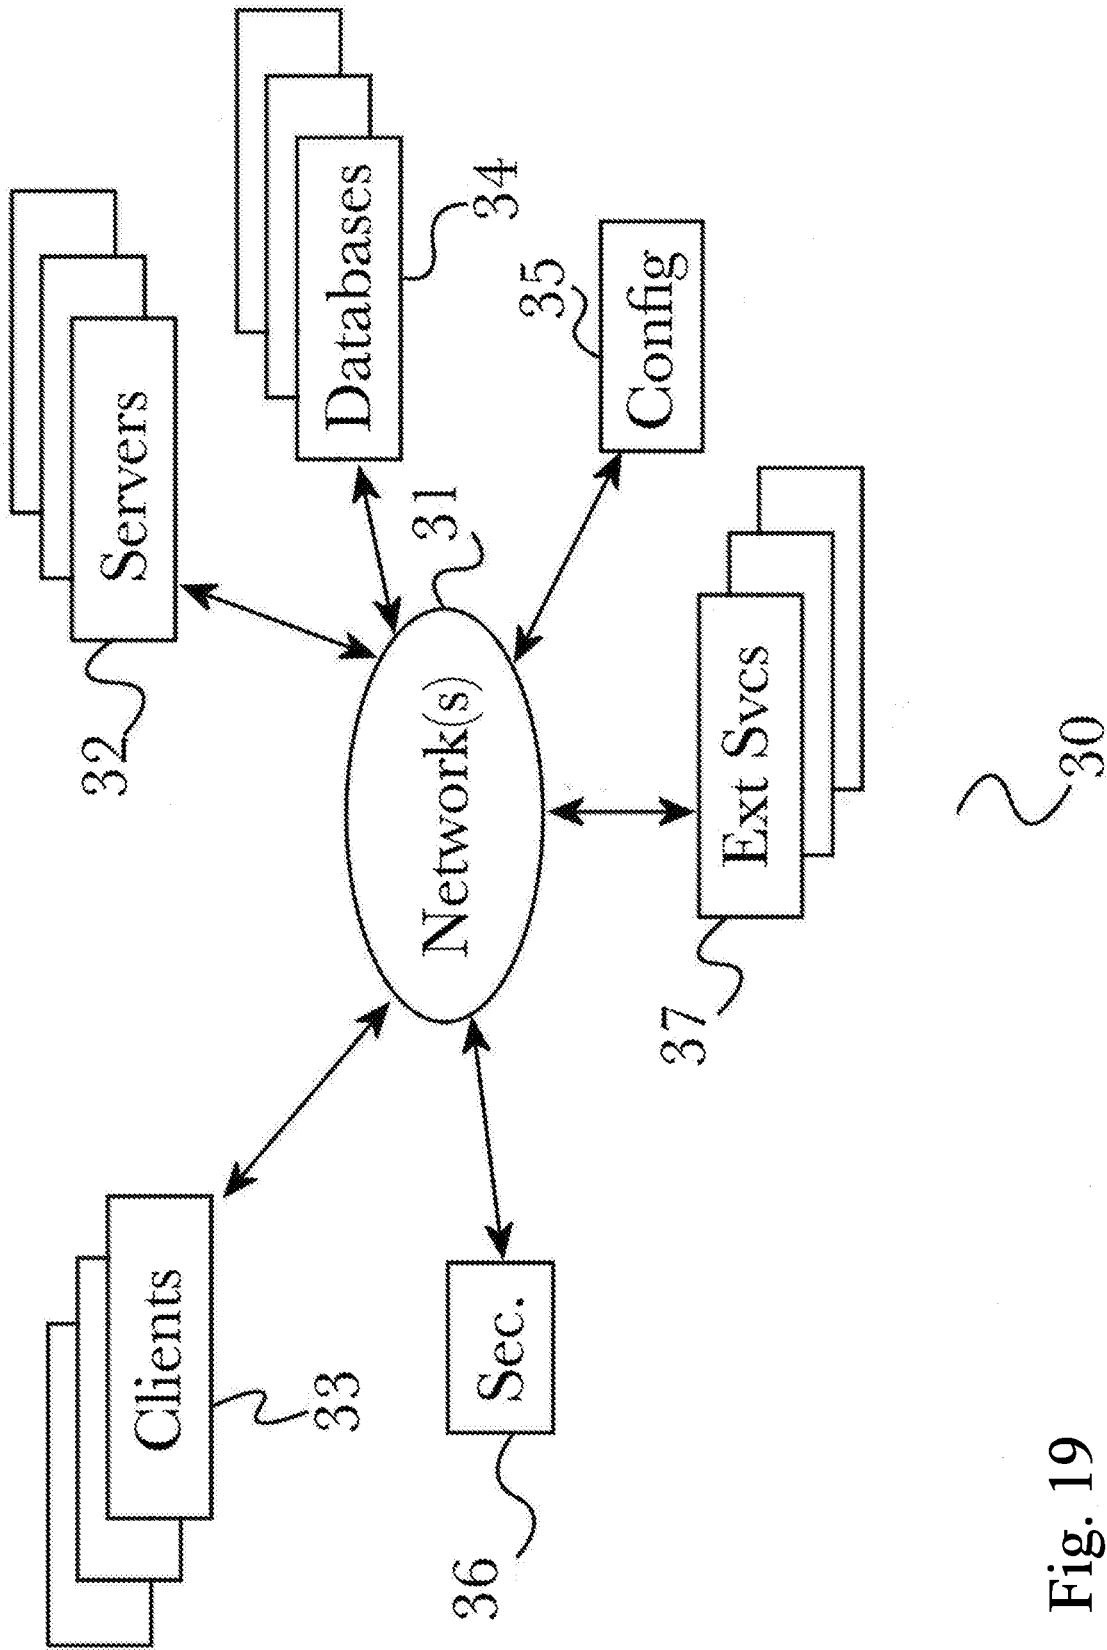 Clients
33
Servers
32
Databases
34
Network(s)
31
Sec.
36
Config
35
Ext Svcs
37
30
Fig. 19